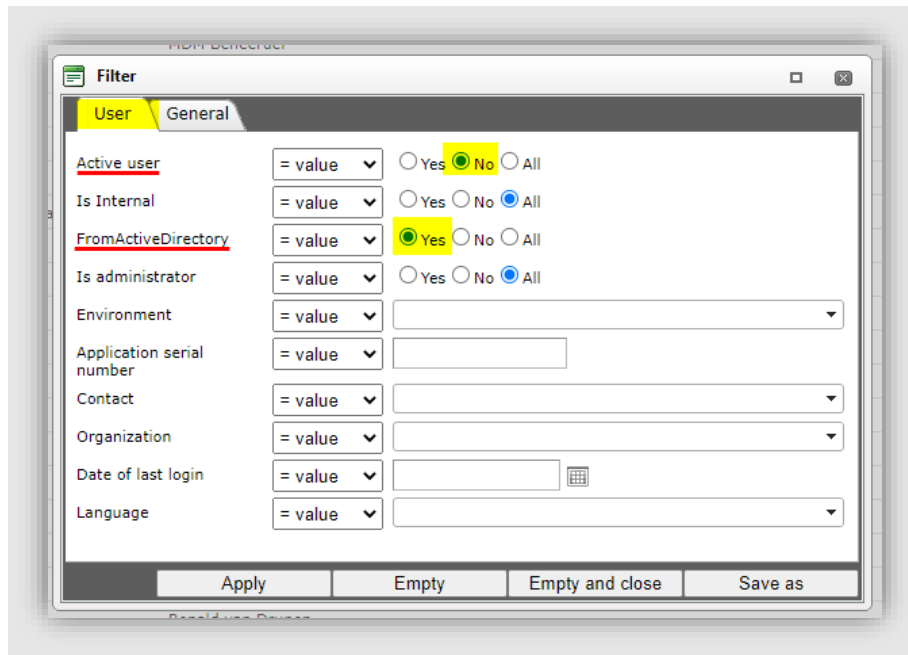 MDM Beheerder
Filter
User General
Active user = value Yes No All
Is Internal = value Yes No All
FromActiveDirectory = value Yes No All
Is administrator = value Yes No All
Environment = value
Application serial
number = value
Contact = value
Organization = value
Date of last login = value
Language = value
Apply Empty Empty and close Save as